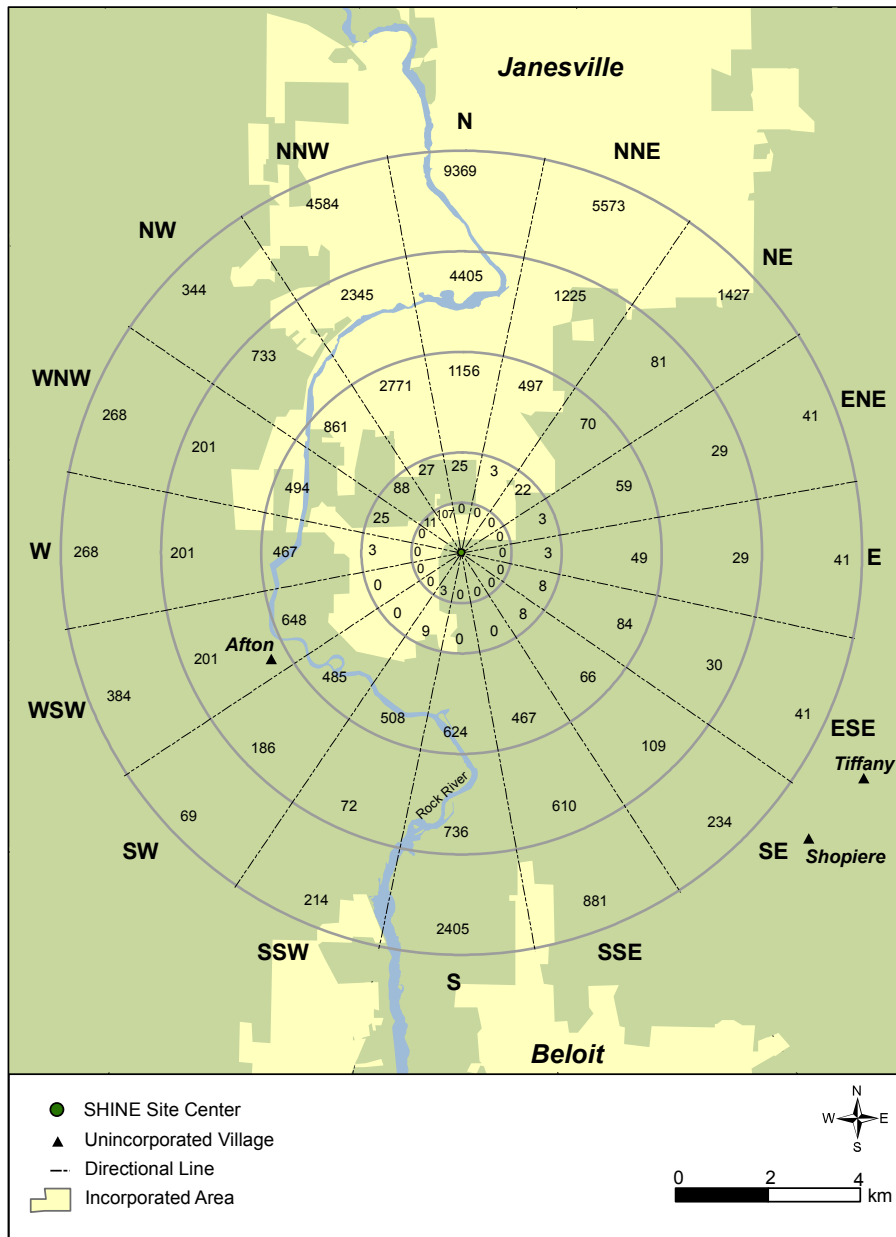 Janesville
N
NNW
NNE
9369
4584
5573
NW
NE
4405
344
2345
1225
1427
733
81
WNW
1156
ENE
2771
497
268
861
70
41
201
29
27
25
3
494
88
22
59
25
107
0
0
11
0
3
0
0
W
268
201
467
3
0
0
3
49
29
41
E
0
0
0
0
0
8
0
0
3
0
0
0
648
0
8
84
Afton
9
0
0
201
30
485
66
384
41
WSW
508
624
467
ESE
186
109
Tiffany
Rock River
69
72
736
610
234
SW
SE
Shopiere
214
881
SSW
2405
SSE
S
Beloit
SHINE Site Center
Unincorporated Village
Directional Line
Incorporated Area
N
W E
S
0 2 4
km